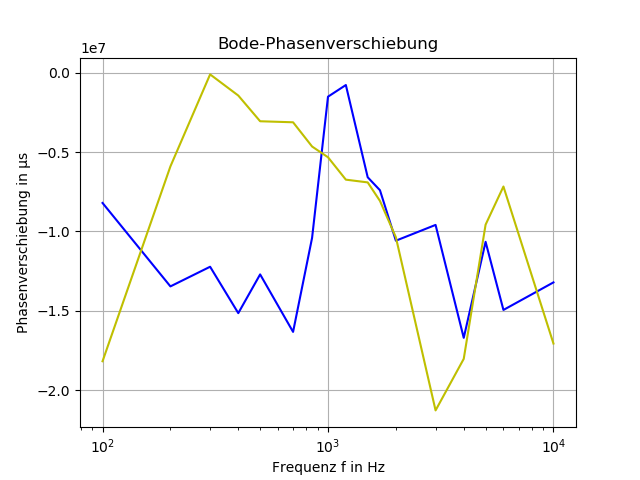 Bode-Phasenverschiebung
1e7
0.0
−0.5
−1.0
−1.5
−2.0
Phasenverschiebung in µs
10²
10³
10⁴
Frequenz f in Hz